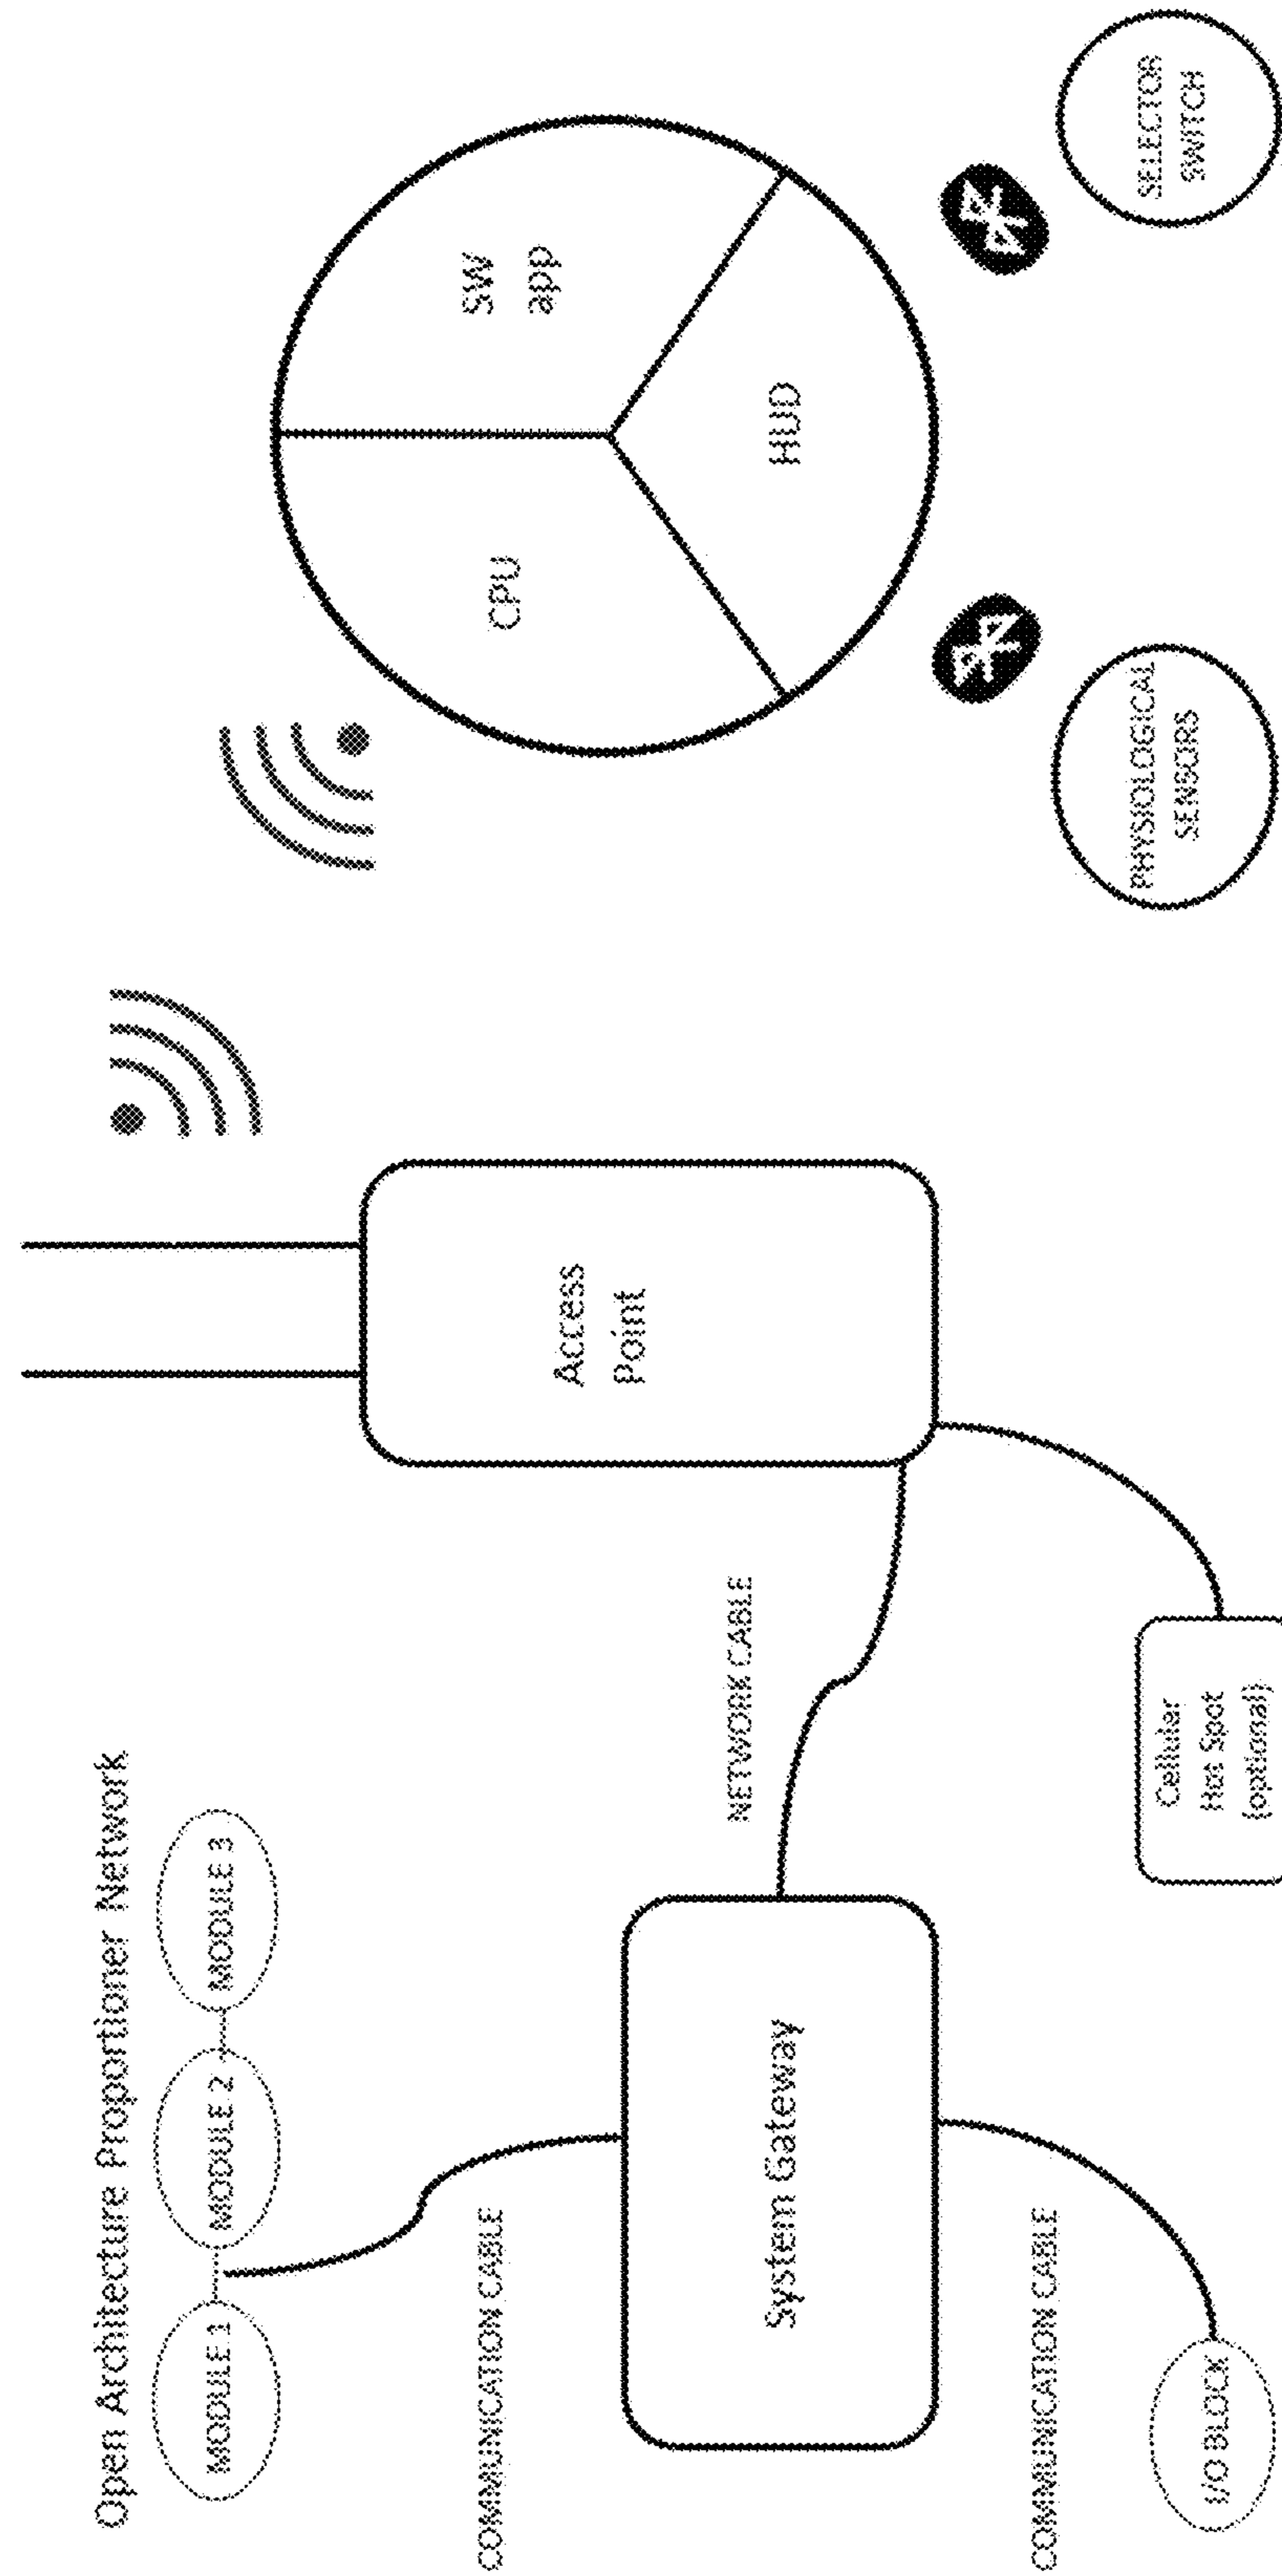 Open Architecture Proportioner Network
MODULE 1
MODULE 2
MODULE 3
COMMUNICATION CABLE
System Gateway
COMMUNICATION CABLE
I/O BLOCK
NETWORK CABLE
Access
Point
Cellular
Hot Spot
(optional)
CPU
SW
app
HUD
PHYSIOLOGICAL
SENSORS
SELECTOR
SWITCH